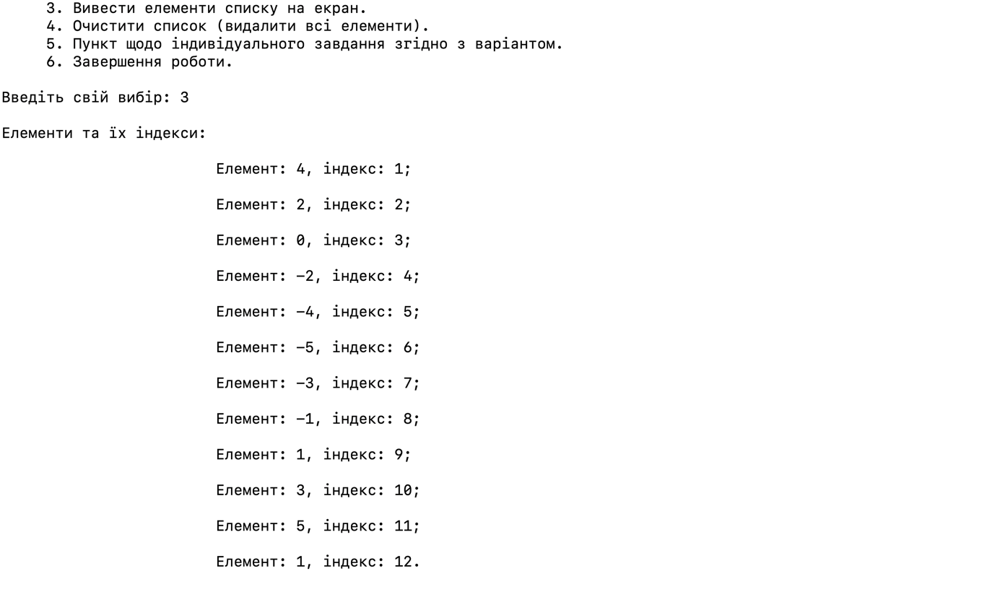 3. Вивести елементи списку на екран.
4. Очистити список (видалити всі елементи).
5. Пункт щодо індивідуального завдання згідно з варіантом.
6. Завершення роботи.
Введіть свій вибір: 3
Елементи та їх індекси:
Елемент: 4, індекс: 1;
Елемент: 2, індекс: 2;
Елемент: 0, індекс: 3;
Елемент: −2, індекс: 4;
Елемент: −4, індекс: 5;
Елемент: −5, індекс: 6;
Елемент: −3, індекс: 7;
Елемент: −1, індекс: 8;
Елемент: 1, індекс: 9;
Елемент: 3, індекс: 10;
Елемент: 5, індекс: 11;
Елемент: 1, індекс: 12.